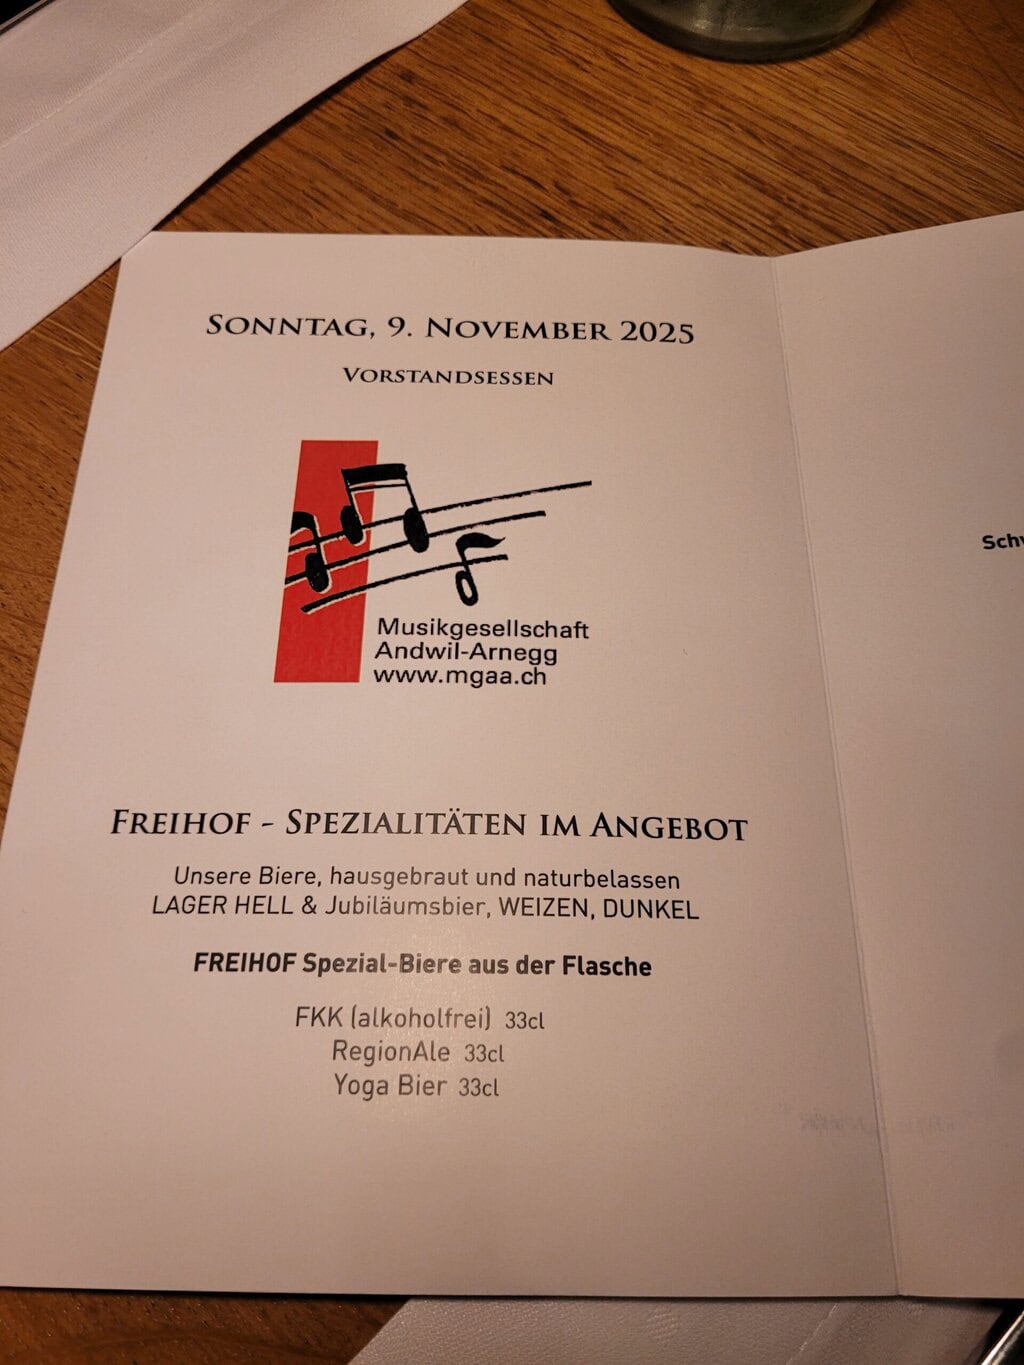 SONNTAG, 9. NOVEMBER 2025
VORSTANDSESSEN
Musikgesellschaft
Andwil-Arnegg
www.mgaa.ch
FREIHOF - SPEZIALITÄTEN IM ANGEBOT
Unsere Biere, hausgebraut und naturbelassen
LAGER HELL & Jubiläumsbier, WEIZEN, DUNKEL
FREIHOF Spezial-Biere aus der Flasche
FKK (alkoholfrei) 33cl
RegionAle 33cl
Yoga Bier 33cl